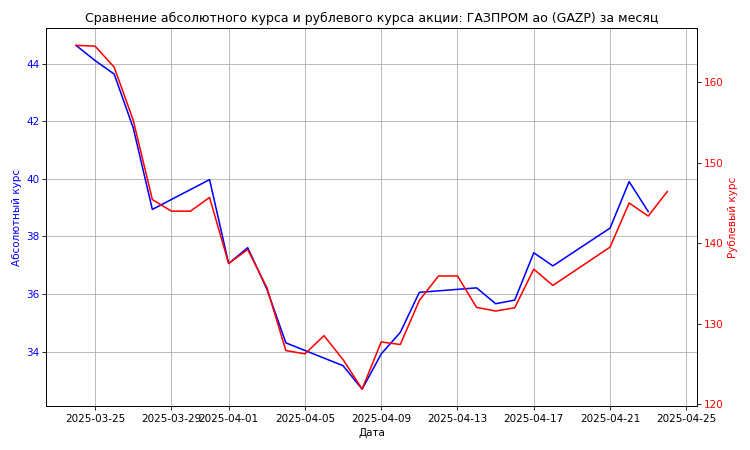 Сравнение абсолютного курса и рублевого курса акции: ГАЗПРОМ ао (GAZP) за месяц
44
42
40
38
36
34
Абсолютный курс
160
150
140
130
120
Рублевый курс
2025-03-25 2025-03-29 2025-04-01 2025-04-05 2025-04-09 2025-04-13 2025-04-17 2025-04-21 2025-04-25
Дата